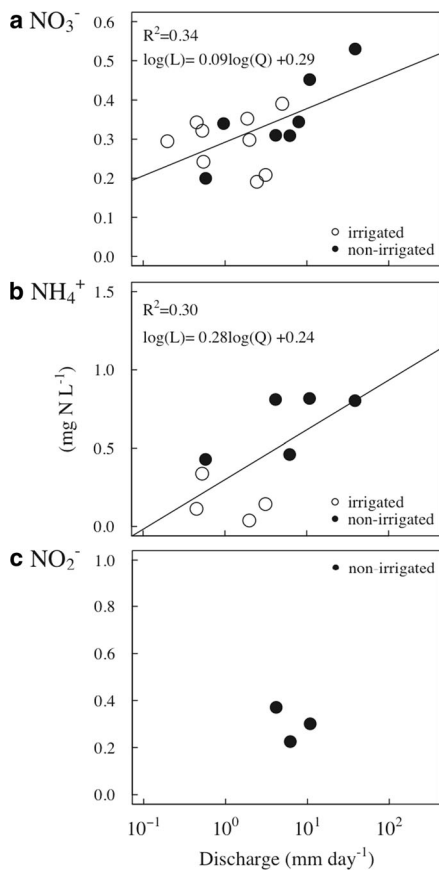 a NO₃⁻
R²=0.34
log(L)= 0.09log(Q) +0.29
0.6
0.5
0.4
0.3
0.2
0.1
0.0
irrigated
non-irrigated
b NH₄⁺
R²=0.30
log(L)= 0.28log(Q) +0.24
1.5
1.0
0.5
0.0
(mg N L⁻¹)
irrigated
non-irrigated
c NO₂⁻
non-irrigated
1.0
0.8
0.6
0.4
0.2
0.0
10⁻¹ 10⁰ 10¹ 10²
Discharge (mm day⁻¹)